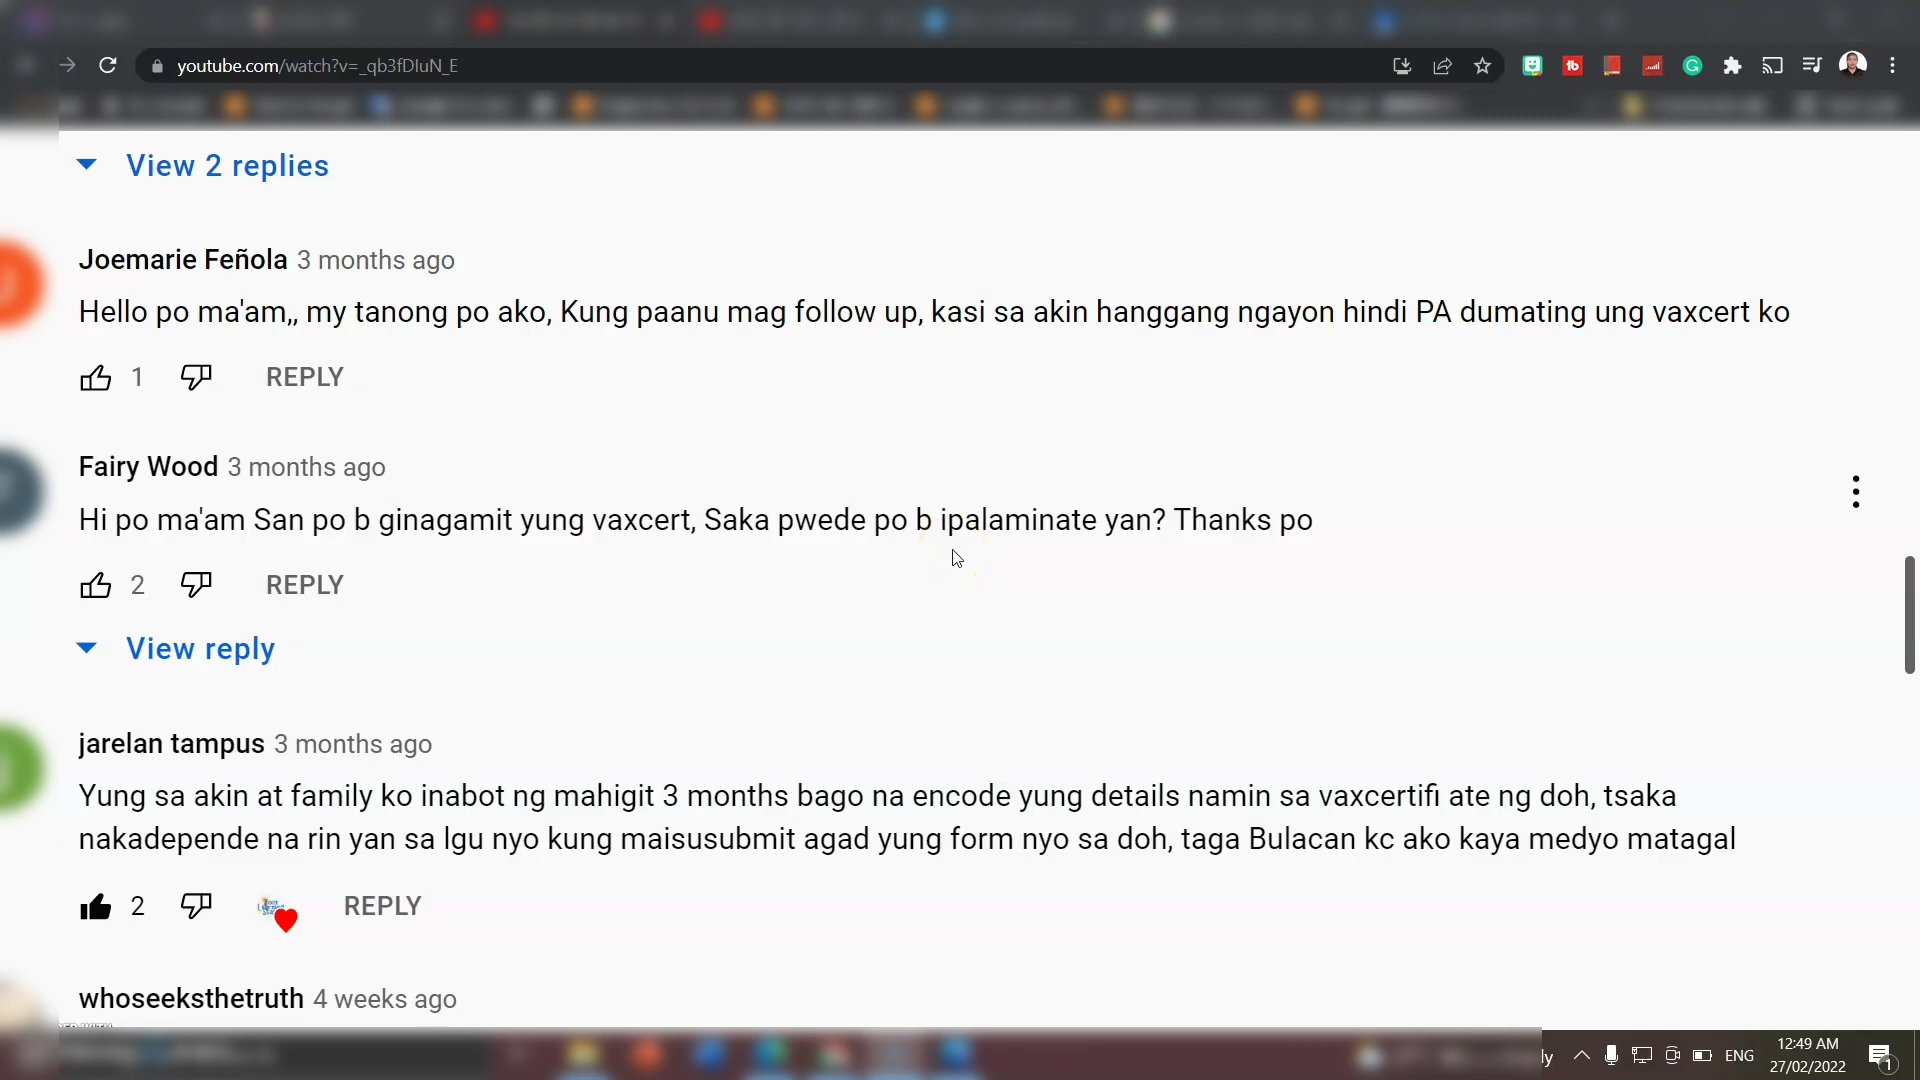 youtube.com/watch?v=_qb3fDIuN_E
View 2 replies
Joemarie Feñola 3 months ago
Hello po ma'am,, my tanong po ako, Kung paanu mag follow up, kasi sa akin hanggang ngayon hindi PA dumating ung vaxcert ko
1 REPLY
Fairy Wood 3 months ago
Hi po ma'am San po b ginagamit yung vaxcert, Saka pwede po b ipalaminate yan? Thanks po
2 REPLY
View reply
jarelan tampus 3 months ago
Yung sa akin at family ko inabot ng mahigit 3 months bago na encode yung details namin sa vaxcertifi ate ng doh, tsaka
nakadepende na rin yan sa lgu nyo kung maisusubmit agad yung form nyo sa doh, taga Bulacan kc ako kaya medyo matagal
2 REPLY
whoseeksthetruth 4 weeks ago
ENG
12:49 AM
27/02/2022
1